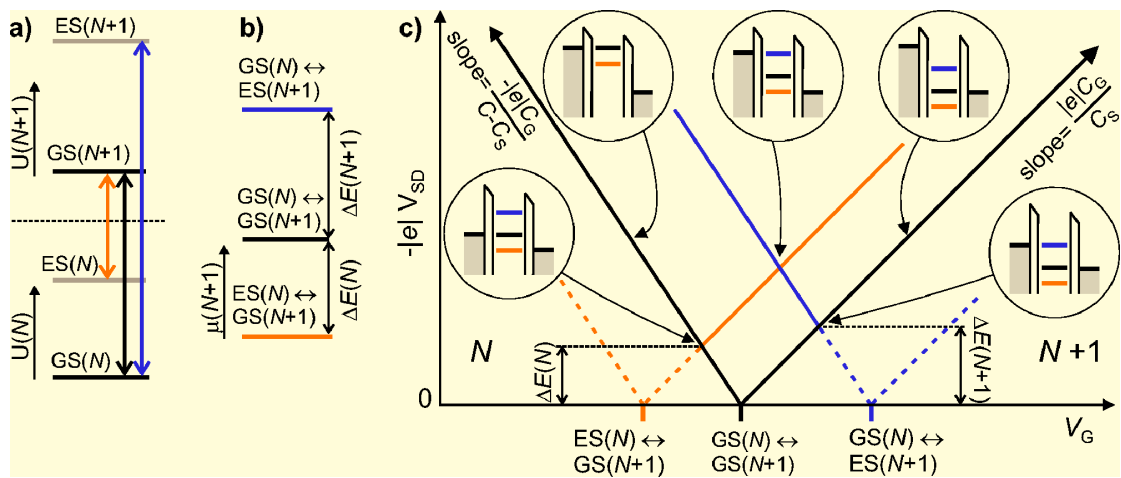 a)
ES(N+1)
U(N+1)
GS(N+1)
ES(N)
U(N)
GS(N)
b)
GS(N) ↔
ES(N+1)
ΔE(N+1)
GS(N) ↔
GS(N+1)
ΔE(N)
μ(N+1)
ES(N) ↔
GS(N+1)
c)
-|e| V_SD
slope= -|e|C_G
C-C_S
slope= |e|C_G
C_S
N
N +1
ΔE(N)
ΔE(N+1)
0
V_G
ES(N) ↔
GS(N+1)
GS(N) ↔
GS(N+1)
GS(N) ↔
ES(N+1)